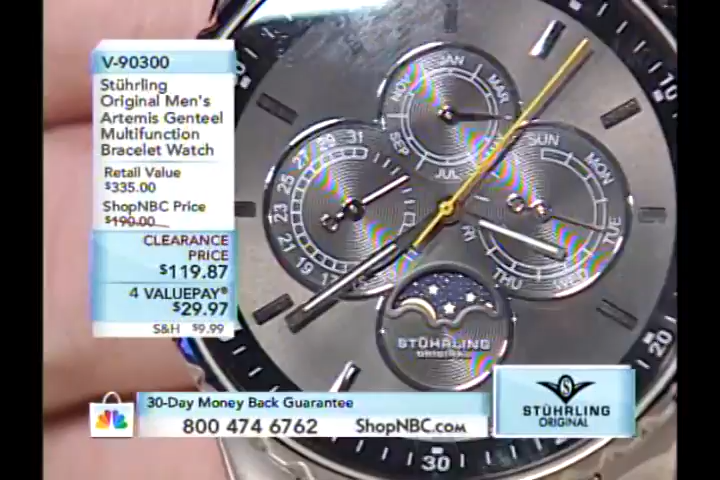 V-90300
Stührling
Original Men's
Artemis Genteel
Multifunction
Bracelet Watch
Retail Value
$335.00
ShopNBC Price
$190.00
CLEARANCE
PRICE
$119.87
4 VALUEPAY®
$29.97
S&H $9.99
10
20
30
JAN
MAR
JUL
SEP
NOV
SUN
MON
TUE
WED
THU
FRI
31
29
27
25
23
21
19
17
STÜHRLING
ORIGINAL
30-Day Money Back Guarantee
800 474 6762 ShopNBC.com
S
STÜHRLING
ORIGINAL